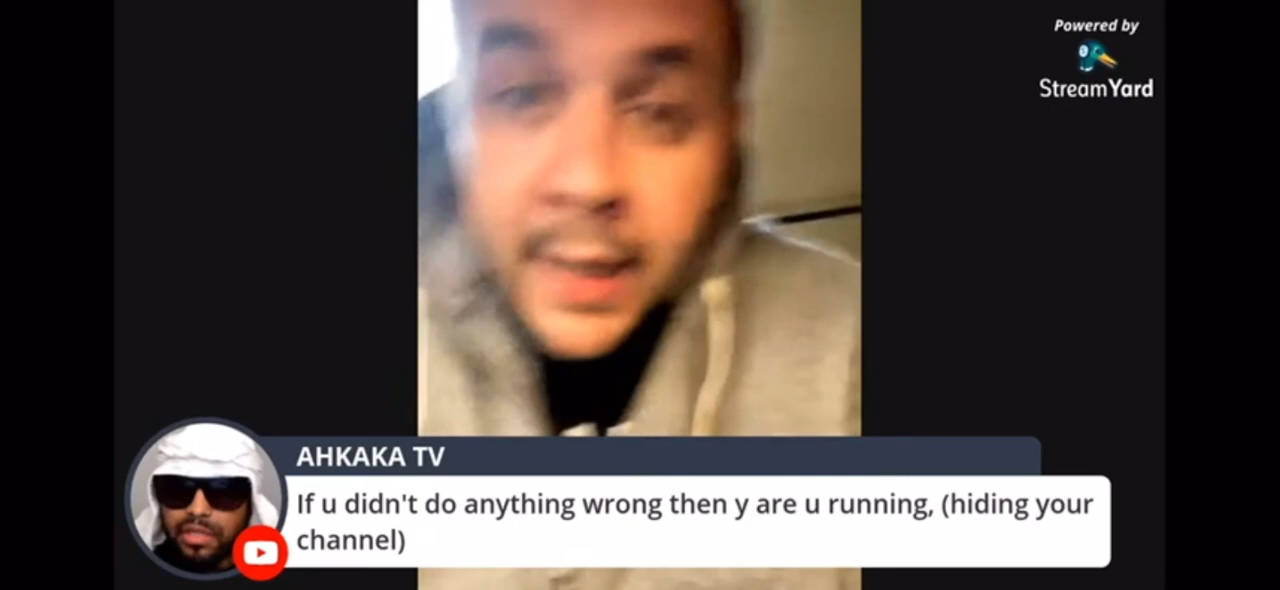 Powered by
StreamYard
AHKAKA TV
If u didn't do anything wrong then y are u running, (hiding your
channel)